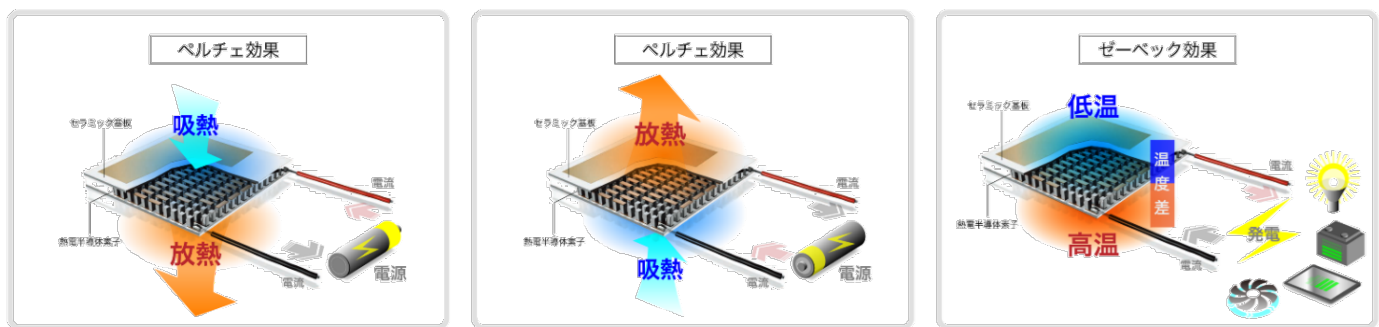 ペルチェ効果
セラミック基板
吸熱
電流
熱電半導体素子
放熱
電流
電源
ペルチェ効果
セラミック基板
放熱
電流
熱電半導体素子
吸熱
電流
電源
ゼーベック効果
セラミック基板
低温
温度差
電流
熱電半導体素子
高温
発電
電流